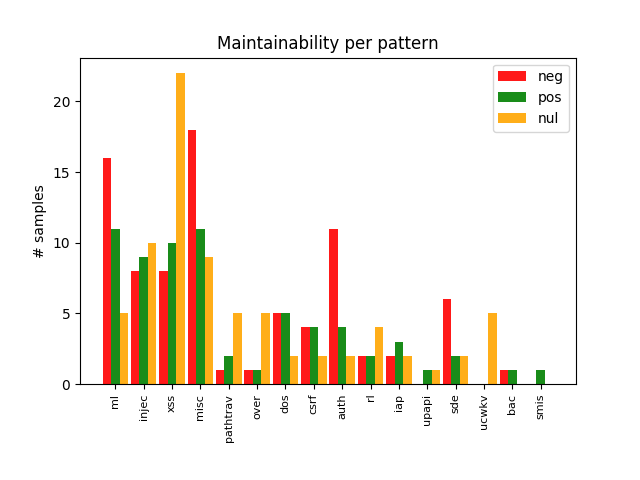 Maintainability per pattern
neg
pos
nul
# samples
20
15
10
5
0
ml
injec
xss
misc
pathtrav
over
dos
csrf
auth
rl
iap
upapi
sde
ucwkv
bac
smis